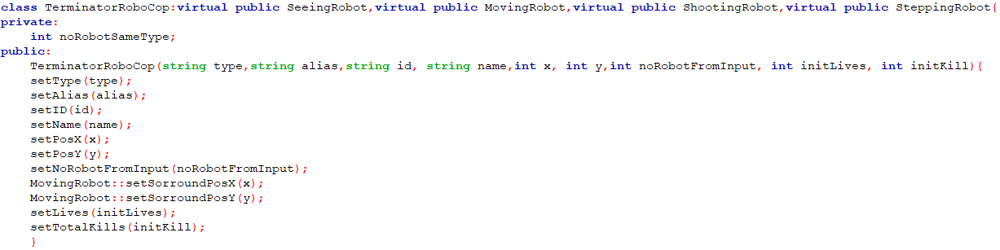 class TerminatorRoboCop:virtual public SeeingRobot,virtual public MovingRobot,virtual public ShootingRobot,virtual public SteppingRobot{
private:
    int noRobotSameType;
public:
    TerminatorRoboCop(string type,string alias,string id, string name,int x, int y,int noRobotFromInput, int initLives, int initKill){
    setType(type);
    setAlias(alias);
    setID(id);
    setName(name);
    setPosX(x);
    setPosY(y);
    setNoRobotFromInput(noRobotFromInput);
    MovingRobot::setSorroundPosX(x);
    MovingRobot::setSorroundPosY(y);
    setLives(initLives);
    setTotalKills(initKill);
    }